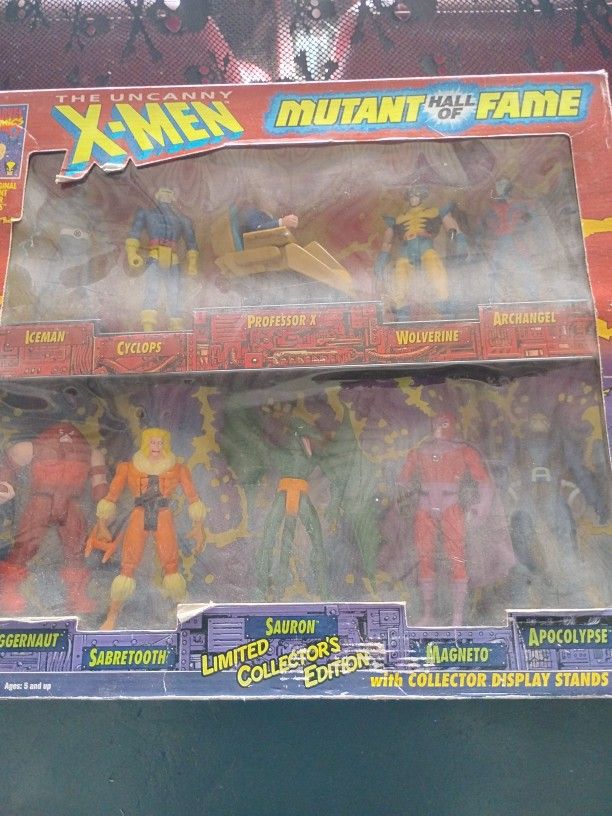 THE UNCANNY
X-MEN
MUTANT HALL OF FAME
ICEMAN
CYCLOPS
PROFESSOR X
WOLVERINE
ARCHANGEL
GGERNAUT
SABRETOOTH
SAURON
MAGNETO
APOCOLYPSE
LIMITED
COLLECTOR'S
EDITION
with COLLECTOR DISPLAY STANDS
Ages: 5 and up